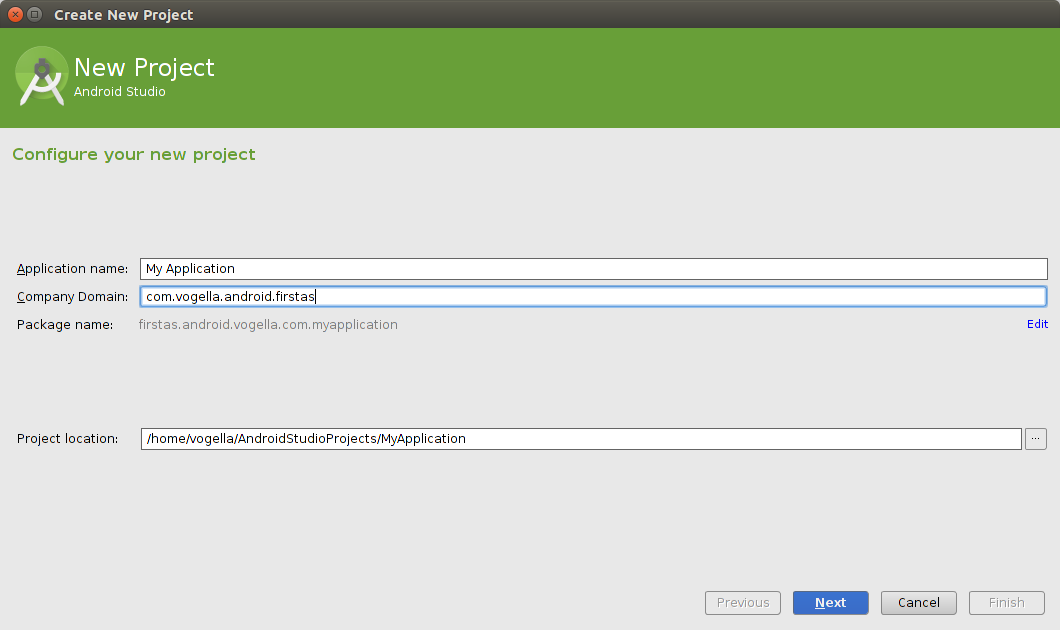 Create New Project
New Project
Android Studio
Configure your new project
Application name: My Application
Company Domain: com.vogella.android.firstas
Package name: firstas.android.vogella.com.myapplication Edit
Project location: /home/vogella/AndroidStudioProjects/MyApplication ...
Previous Next Cancel Finish